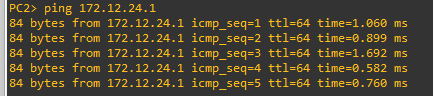 PC2> ping 172.12.24.1
84 bytes from 172.12.24.1 icmp_seq=1 ttl=64 time=1.060 ms
84 bytes from 172.12.24.1 icmp_seq=2 ttl=64 time=0.899 ms
84 bytes from 172.12.24.1 icmp_seq=3 ttl=64 time=1.692 ms
84 bytes from 172.12.24.1 icmp_seq=4 ttl=64 time=0.582 ms
84 bytes from 172.12.24.1 icmp_seq=5 ttl=64 time=0.760 ms